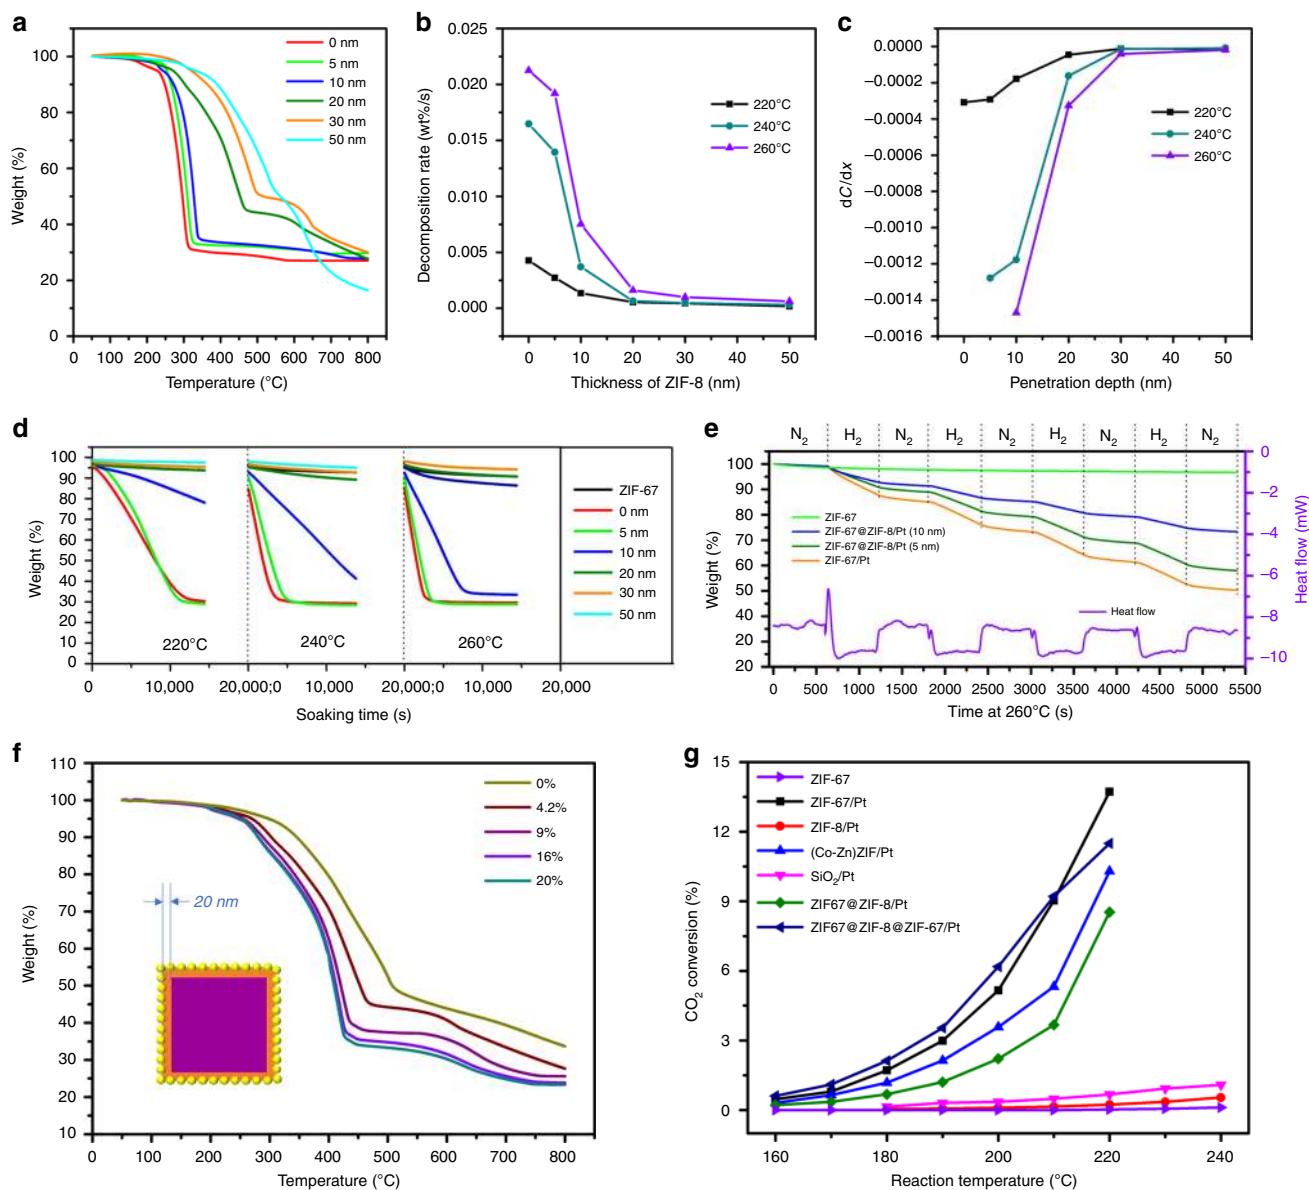 a
100
80
60
40
20
0
Weight (%)
0 nm
5 nm
10 nm
20 nm
30 nm
50 nm
0 100 200 300 400 500 600 700 800
Temperature (°C)
b
0.025
0.020
0.015
0.010
0.005
0.000
Decomposition rate (wt%/s)
220°C
240°C
260°C
0 10 20 30 40 50
Thickness of ZIF-8 (nm)
c
0.0000
−0.0002
−0.0004
−0.0006
−0.0008
−0.0010
−0.0012
−0.0014
−0.0016
dC/dx
220°C
240°C
260°C
0 10 20 30 40 50
Penetration depth (nm)
d
100
90
80
70
60
50
40
30
20
10
0
Weight (%)
220°C 240°C 260°C
ZIF-67
0 nm
5 nm
10 nm
20 nm
30 nm
50 nm
0 10,000 20,000;0 10,000 20,000;0 10,000 20,000
Soaking time (s)
e
N2 H2 N2 H2 N2 H2 N2 H2 N2
100
90
80
70
60
50
40
30
20
20
Weight (%)
ZIF-67
ZIF-67@ZIF-8/Pt (10 nm)
ZIF-67@ZIF-8/Pt (5 nm)
ZIF-67/Pt
Heat flow
0
−2
−4
−6
−8
−10
Heat flow (mW)
0 500 1000 1500 2000 2500 3000 3500 4000 4500 5000 5500
Time at 260°C (s)
f
110
100
90
80
70
60
50
40
30
20
10
Weight (%)
0%
4.2%
9%
16%
20%
20 nm
0 100 200 300 400 500 600 700 800
Temperature (°C)
g
15
12
9
6
3
0
CO2 conversion (%)
ZIF-67
ZIF-67/Pt
ZIF-8/Pt
(Co-Zn)ZIF/Pt
SiO2/Pt
ZIF67@ZIF-8/Pt
ZIF67@ZIF-8@ZIF-67/Pt
160 180 200 220 240
Reaction temperature (°C)